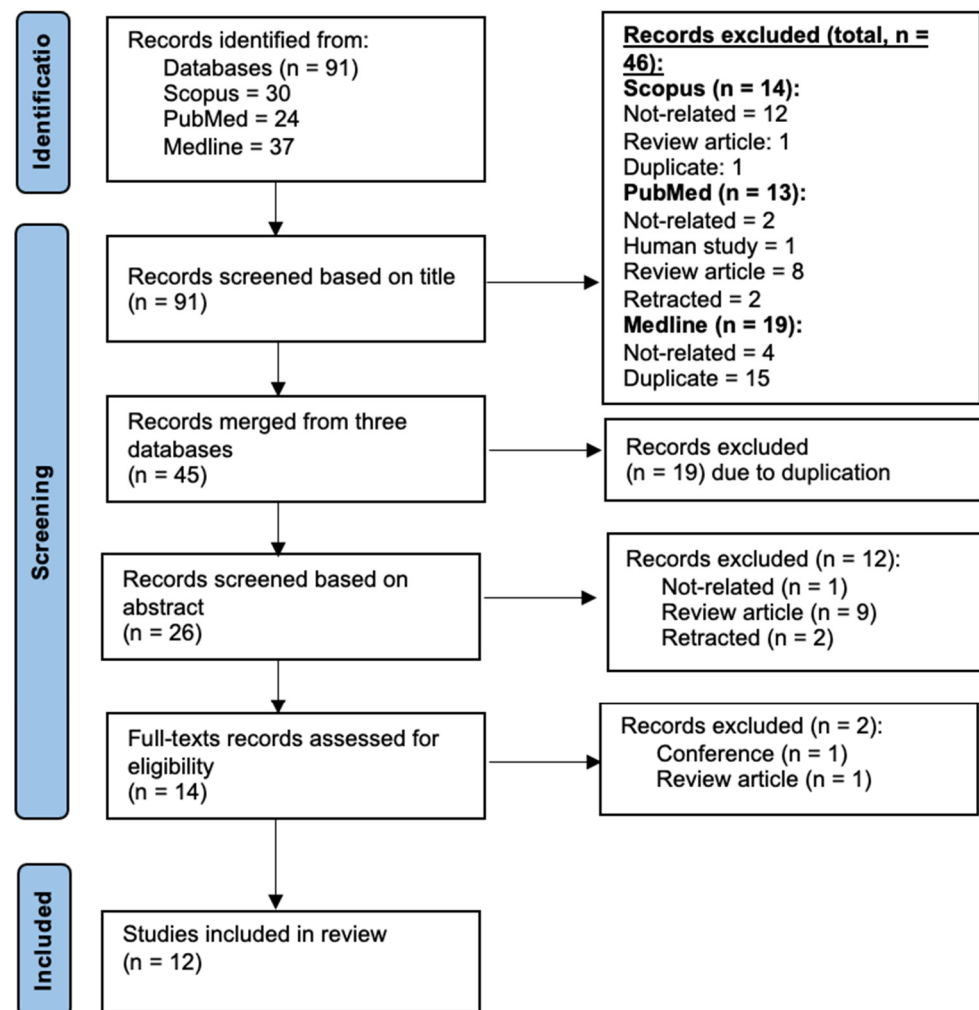 Identificatio
Records identified from:
Databases (n = 91)
Scopus = 30
PubMed = 24
Medline = 37
Records excluded (total, n =
46):
Scopus (n = 14):
Not-related = 12
Review article: 1
Duplicate: 1
PubMed (n = 13):
Not-related = 2
Human study = 1
Review article = 8
Retracted = 2
Medline (n = 19):
Not-related = 4
Duplicate = 15
Screening
Records screened based on title
(n = 91)
Records merged from three
databases
(n = 45)
Records excluded
(n = 19) due to duplication
Records screened based on
abstract
(n = 26)
Records excluded (n = 12):
Not-related (n = 1)
Review article (n = 9)
Retracted (n = 2)
Full-texts records assessed for
eligibility
(n = 14)
Records excluded (n = 2):
Conference (n = 1)
Review article (n = 1)
Included
Studies included in review
(n = 12)